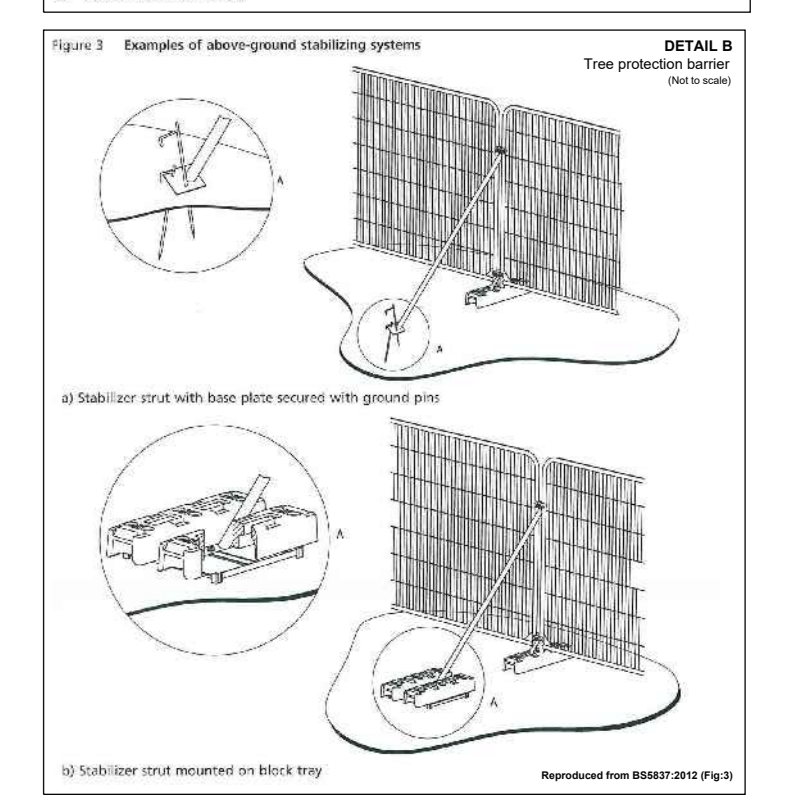 Figure 3 Examples of above-ground stabilizing systems
DETAIL B
Tree protection barrier
(Not to scale)
A
A
a) Stabilizer strut with base plate secured with ground pins
A
A
b) Stabilizer strut mounted on block tray
Reproduced from BS5837:2012 (Fig:3)